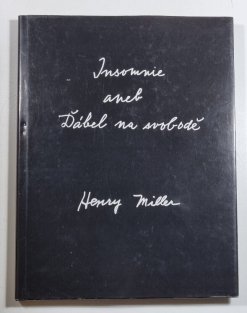 Insomnie
aneb
Ďábel na svobodě
Henry Miller